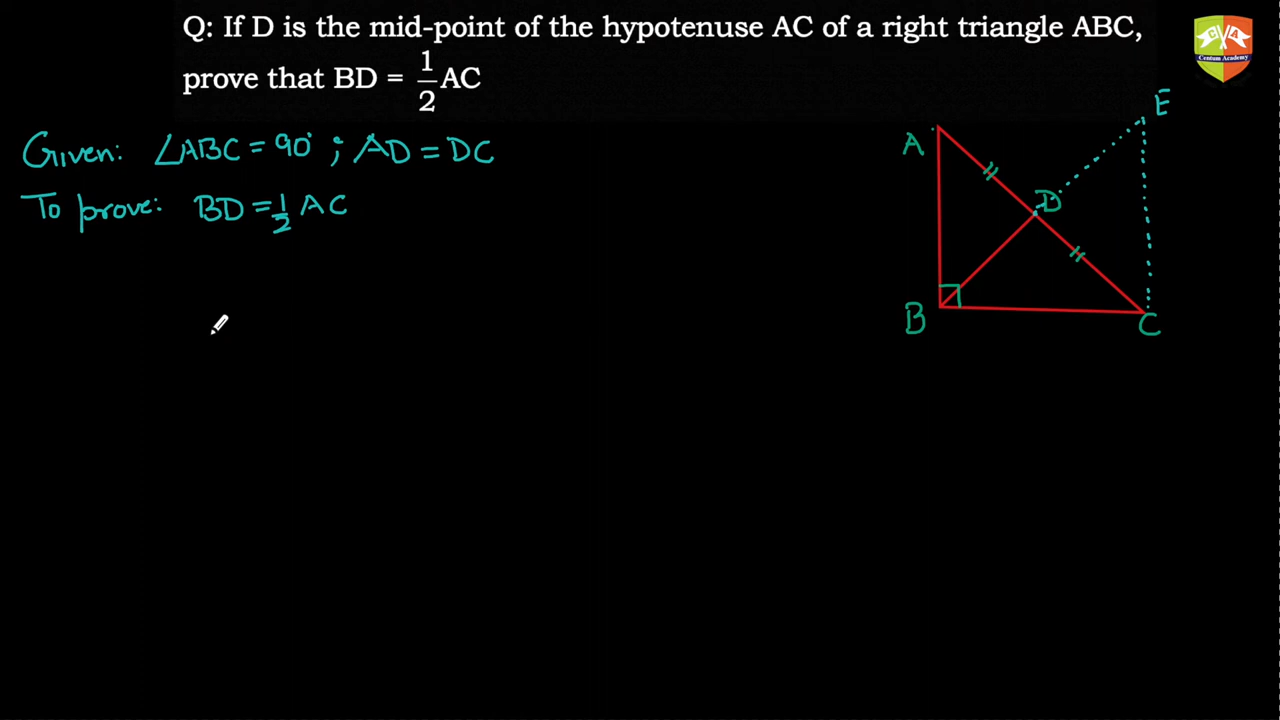 Q: If D is the mid-point of the hypotenuse AC of a right triangle ABC,
prove that BD = 1/2 AC
C A
Centum Academy
Given: ∠ABC = 90° ; AD = DC
To prove: BD = 1/2 AC
E
A
D
B
C